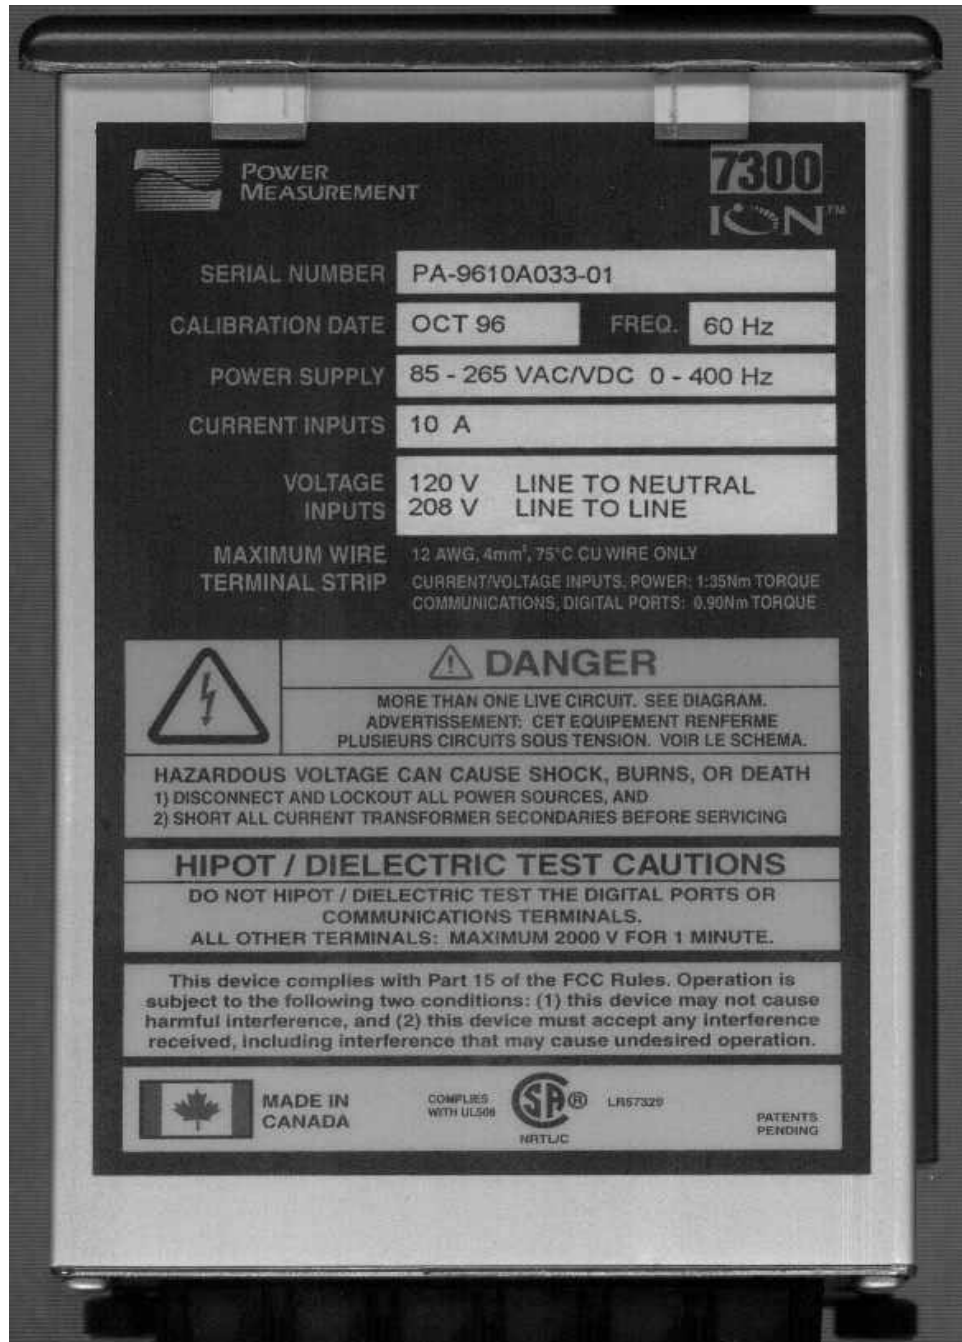 POWER
MEASUREMENT
7300
ION™
SERIAL NUMBER PA-9610A033-01
CALIBRATION DATE OCT 96 FREQ. 60 Hz
POWER SUPPLY 85 - 265 VAC/VDC 0 - 400 Hz
CURRENT INPUTS 10 A
VOLTAGE 120 V LINE TO NEUTRAL
INPUTS 208 V LINE TO LINE
MAXIMUM WIRE 12 AWG, 4mm², 75°C CU WIRE ONLY
TERMINAL STRIP CURRENT/VOLTAGE INPUTS, POWER: 1:35Nm TORQUE
COMMUNICATIONS, DIGITAL PORTS: 0.90Nm TORQUE
DANGER
MORE THAN ONE LIVE CIRCUIT. SEE DIAGRAM.
ADVERTISSEMENT: CET EQUIPEMENT RENFERME
PLUSIEURS CIRCUITS SOUS TENSION. VOIR LE SCHEMA.
HAZARDOUS VOLTAGE CAN CAUSE SHOCK, BURNS, OR DEATH
1) DISCONNECT AND LOCKOUT ALL POWER SOURCES, AND
2) SHORT ALL CURRENT TRANSFORMER SECONDARIES BEFORE SERVICING
HIPOT / DIELECTRIC TEST CAUTIONS
DO NOT HIPOT / DIELECTRIC TEST THE DIGITAL PORTS OR
COMMUNICATIONS TERMINALS.
ALL OTHER TERMINALS: MAXIMUM 2000 V FOR 1 MINUTE.
This device complies with Part 15 of the FCC Rules. Operation is
subject to the following two conditions: (1) this device may not cause
harmful interference, and (2) this device must accept any interference
received, including interference that may cause undesired operation.
MADE IN
CANADA
COMPLIES
WITH UL508
SA®
NRTL/C
LR57329
PATENTS
PENDING